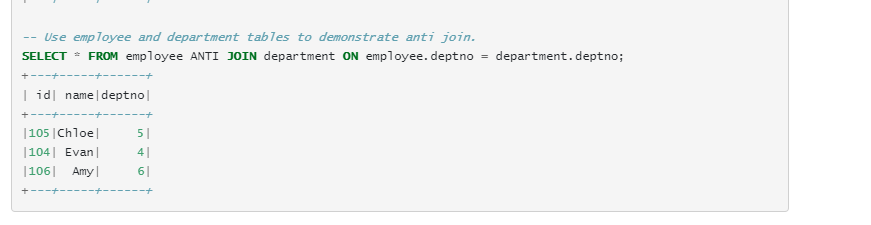 -- Use employee and department tables to demonstrate anti join.
SELECT * FROM employee ANTI JOIN department ON employee.deptno = department.deptno;
+---+-----+------+
| id| name|deptno|
+---+-----+------+
|105|Chloe|     5|
|104| Evan|     4|
|106|  Amy|     6|
+---+-----+------+